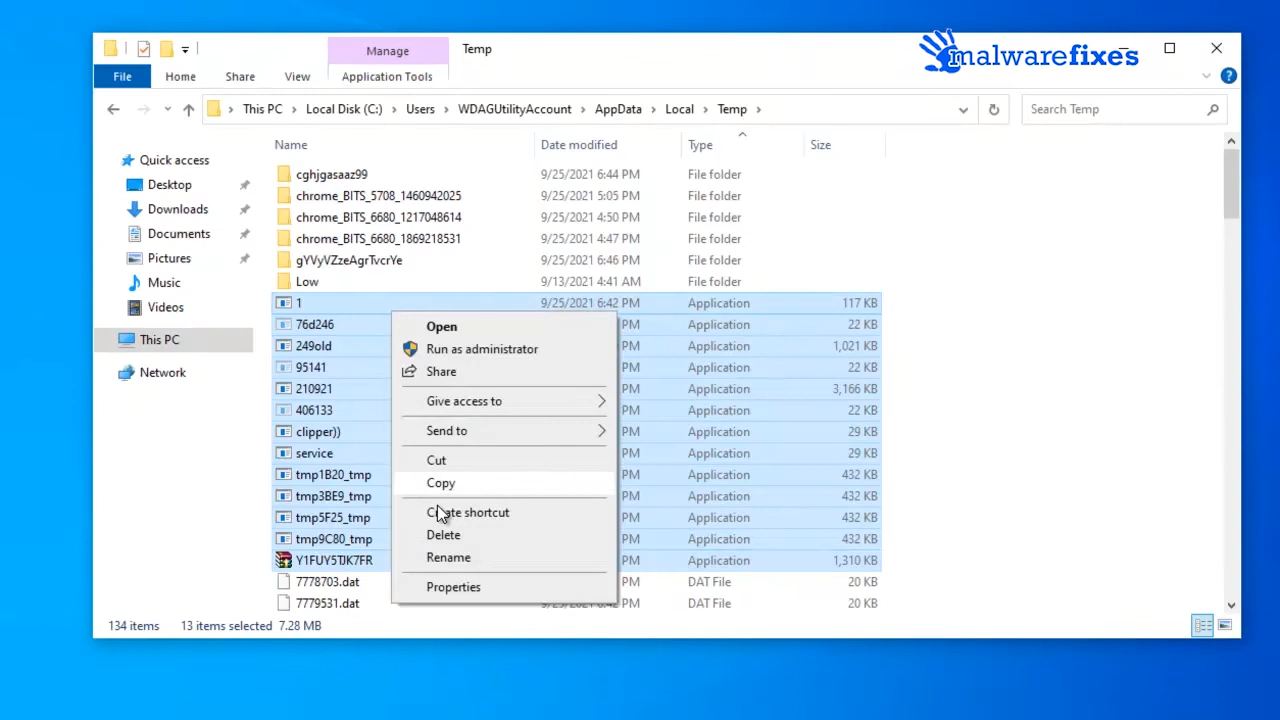 Manage
Temp
malwarefixes
File
Home
Share
View
Application Tools
This PC
Local Disk (C:)
Users
WDAGUtilityAccount
AppData
Local
Temp
Search Temp
Name
Date modified
Type
Size
Quick access
Desktop
Downloads
Documents
Pictures
Music
Videos
This PC
Network
cghjgasaaz99 9/25/2021 6:44 PM File folder
chrome_BITS_5708_1460942025 9/25/2021 5:05 PM File folder
chrome_BITS_6680_1217048614 9/25/2021 4:50 PM File folder
chrome_BITS_6680_1869218531 9/25/2021 4:47 PM File folder
gYVyVZzeAgrTvcrYe 9/25/2021 6:46 PM File folder
Low 9/13/2021 4:41 AM File folder
1 9/25/2021 6:42 PM Application 117 KB
76d246 PM Application 22 KB
249old PM Application 1,021 KB
95141 PM Application 22 KB
210921 PM Application 3,166 KB
406133 PM Application 22 KB
clipper)) PM Application 29 KB
service PM Application 29 KB
tmp1B20_tmp PM Application 432 KB
tmp3BE9_tmp PM Application 432 KB
tmp5F25_tmp PM Application 432 KB
tmp9C80_tmp PM Application 432 KB
Y1FUY5TJK7FR PM Application 1,310 KB
7778703.dat PM DAT File 20 KB
7779531.dat PM DAT File 20 KB
Open
Run as administrator
Share
Give access to
Send to
Cut
Copy
Create shortcut
Delete
Rename
Properties
134 items 13 items selected 7.28 MB